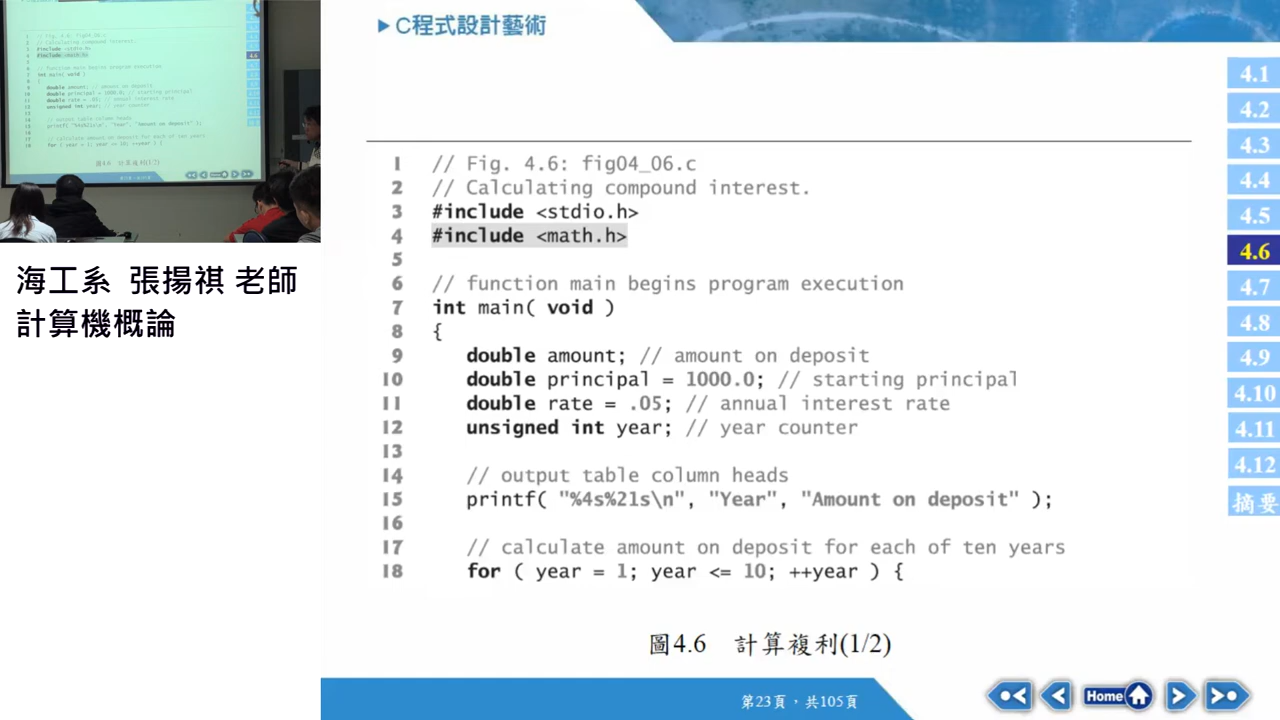 ▶ C程式設計藝術
海工系 張揚祺 老師
計算機概論
1 // Fig. 4.6: fig04_06.c
2 // Calculating compound interest.
3 #include <stdio.h>
4 #include <math.h>
5
6 // function main begins program execution
7 int main( void )
8 {
9 double amount; // amount on deposit
10 double principal = 1000.0; // starting principal
11 double rate = .05; // annual interest rate
12 unsigned int year; // year counter
13
14 // output table column heads
15 printf( "%4s%21s\n", "Year", "Amount on deposit" );
16
17 // calculate amount on deposit for each of ten years
18 for ( year = 1; year <= 10; ++year ) {
圖4.6 計算複利(1/2)
4.1
4.2
4.3
4.4
4.5
4.6
4.7
4.8
4.9
4.10
4.11
4.12
摘要
第23頁，共105頁
Home